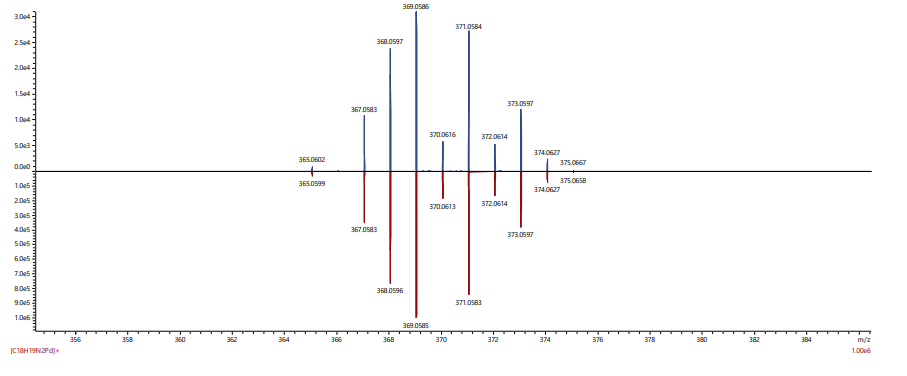 369.0586
3.0e4
371.0584
2.5e4
368.0597
2.0e4
1.5e4
367.0583
373.0597
1.0e4
370.0616
372.0614
5.0e3
365.0602
374.0627
375.0667
0.0e0
365.0599
375.0658
1.0e5
374.0627
2.0e5
370.0613
372.0614
3.0e5
367.0583
373.0597
4.0e5
5.0e5
6.0e5
7.0e5
368.0596
8.0e5
371.0583
9.0e5
1.0e6
369.0585
356 358 360 362 364 366 368 370 372 374 376 378 380 382 384 m/z
[C18H19N2Pd]+ 1.00e6